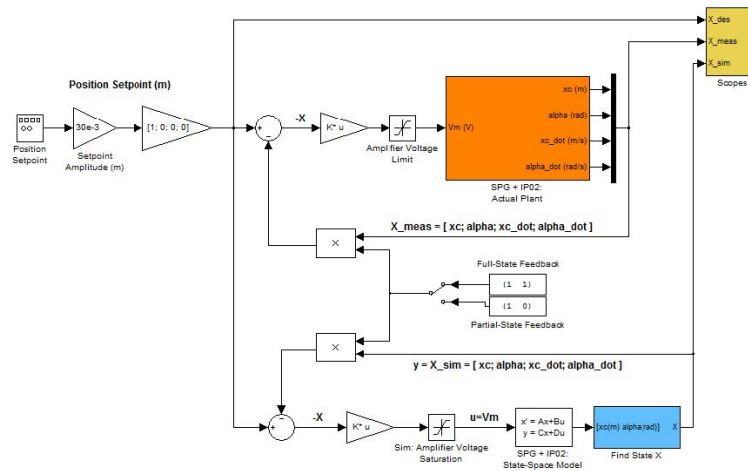 X_des
X_meas
X_sim
Scopes
Position Setpoint (m)
30e-3
[1; 0; 0; 0]
Position
Setpoint
Setpoint
Amplitude (m)
-X
K* u
Amplifier Voltage
Limit
Vm (V)
xc (m)
alpha (rad)
xc_dot (m/s)
alpha_dot (rad/s)
SPG + IP02:
Actual Plant
X_meas = [ xc; alpha; xc_dot; alpha_dot ]
X
Full-State Feedback
(1 1)
(1 0)
Partial-State Feedback
X
y = X_sim = [ xc; alpha; xc_dot; alpha_dot ]
-X
K* u
Sim: Amplifier Voltage
Saturation
u=Vm
x' = Ax+Bu
y = Cx+Du
SPG + IP02:
State-Space Model
[xc(m) alpha(rad)] X
Find State X